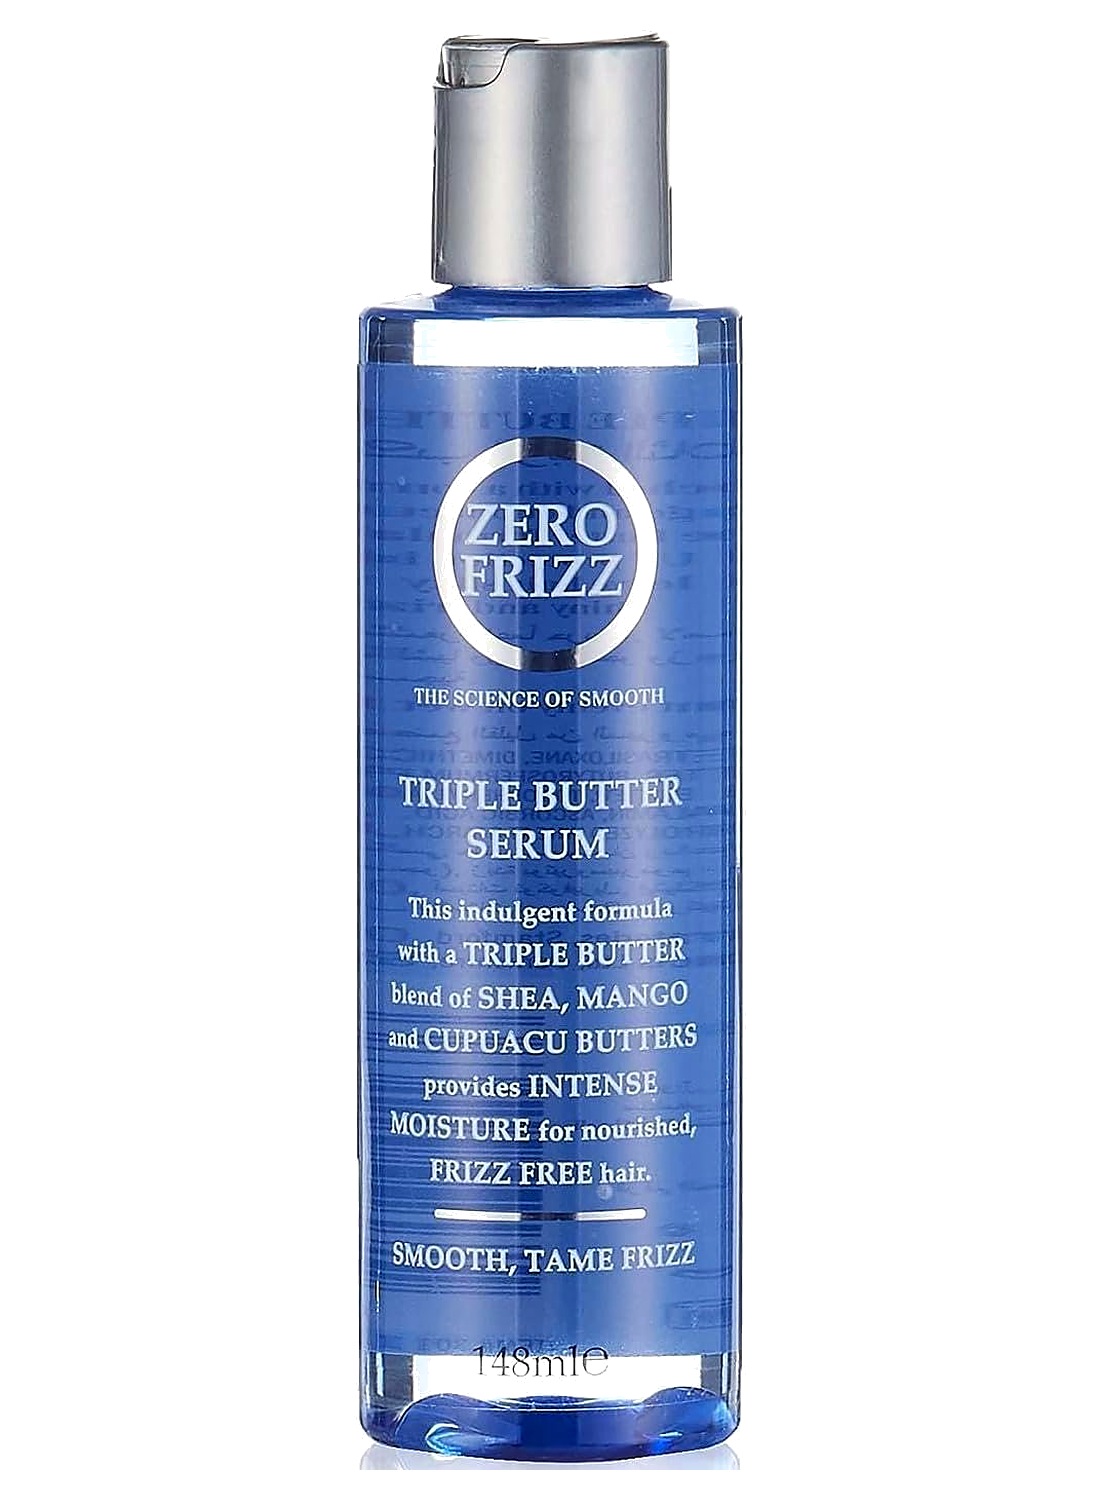 ZERO
FRIZZ
THE SCIENCE OF SMOOTH
TRIPLE BUTTER
SERUM
This indulgent formula
with a TRIPLE BUTTER
blend of SHEA, MANGO
and CUPUACU BUTTERS
provides INTENSE
MOISTURE for nourished,
FRIZZ FREE hair.
SMOOTH, TAME FRIZZ
148ml℮